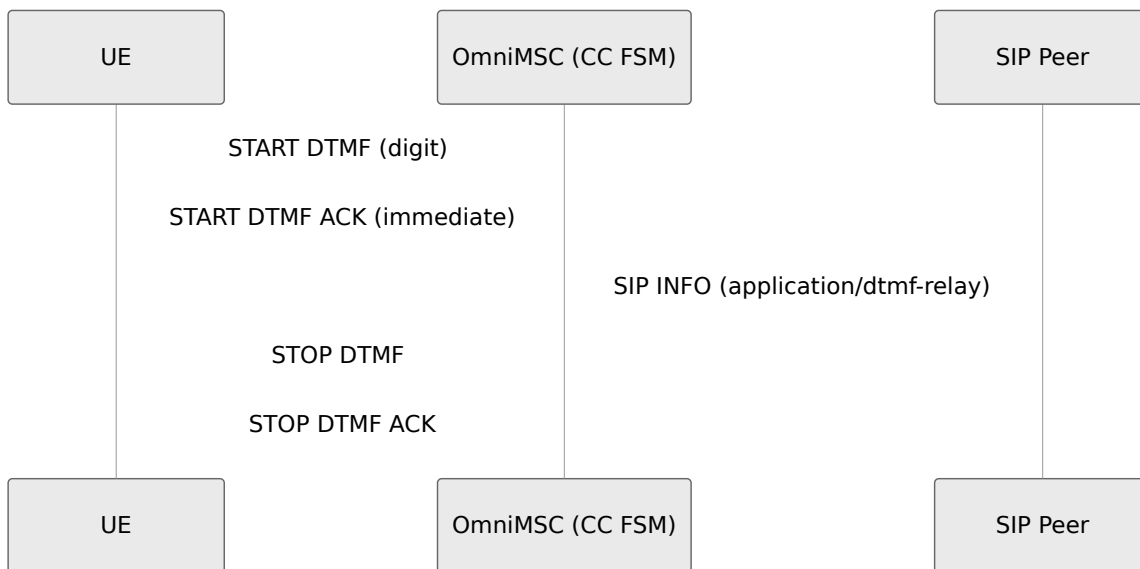 UE
OmniMSC (CC FSM)
SIP Peer
START DTMF (digit)
START DTMF ACK (immediate)
SIP INFO (application/dtmf-relay)
STOP DTMF
STOP DTMF ACK
UE
OmniMSC (CC FSM)
SIP Peer